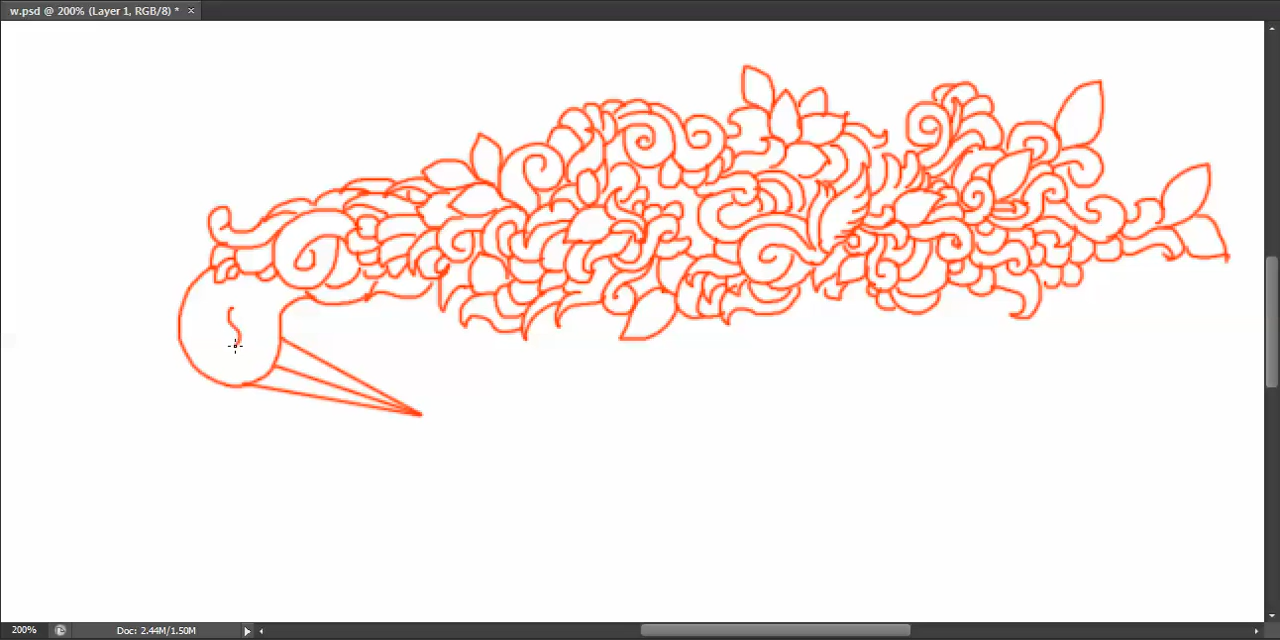 w.psd @ 200% (Layer 1, RGB/8) * ×
200% Doc: 2.44M/1.50M